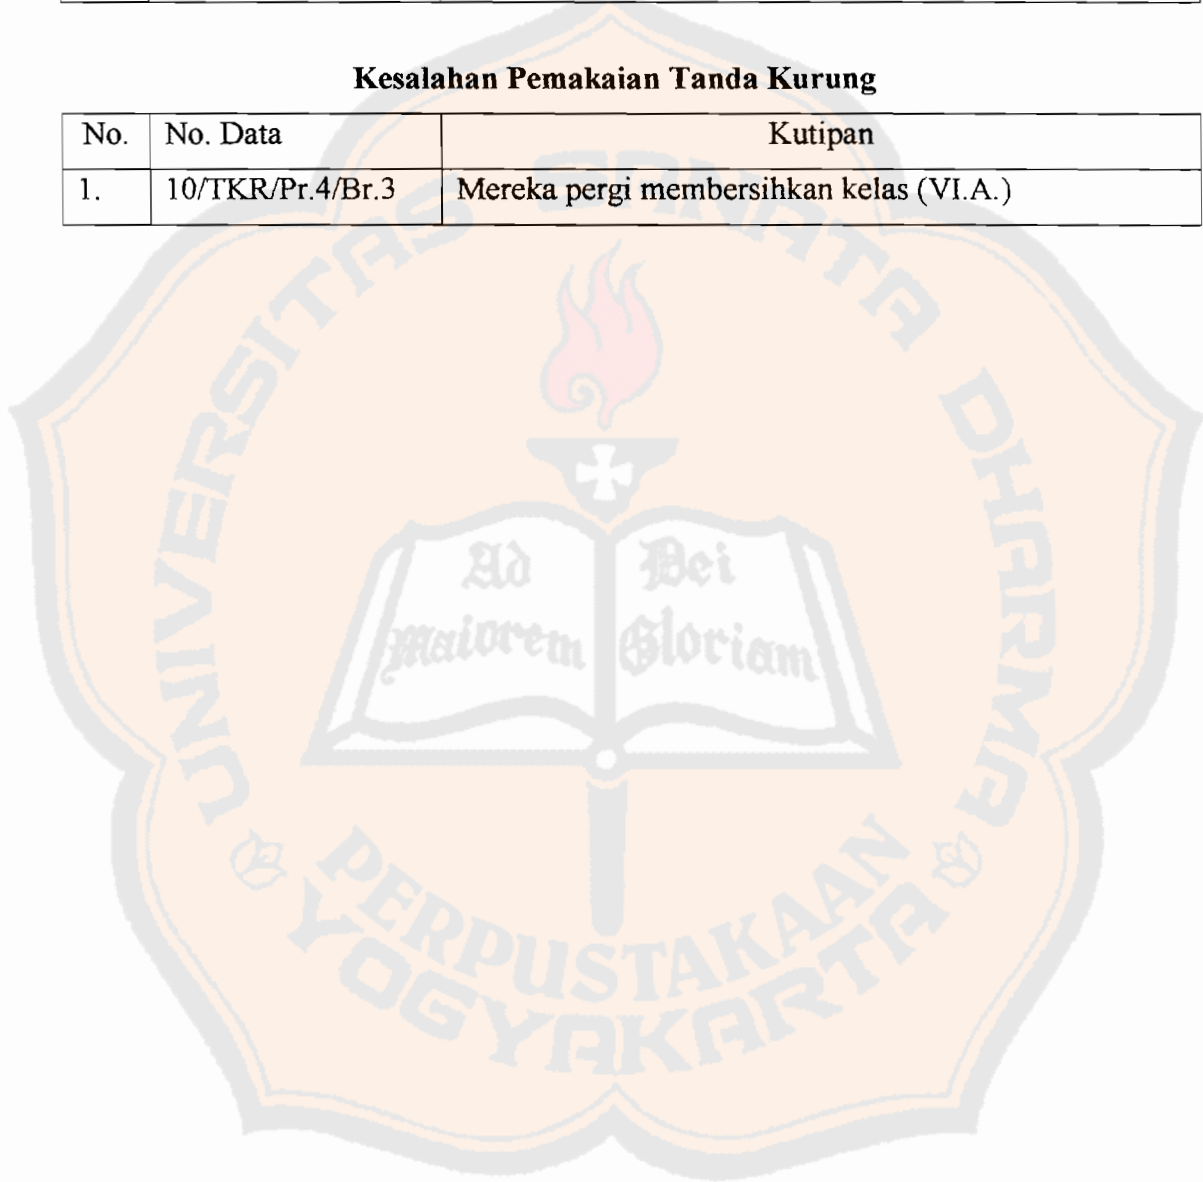 Kesalahan Pemakaian Tanda Kurung
No. No. Data Kutipan
1. 10/TKR/Pr.4/Br.3 Mereka pergi membersihkan kelas (VI.A.)
UNIVERSITAS SANATA DHARMA
Ad Dei
Maiorem Gloriam
PERPUSTAKAAN
YOGYAKARTA